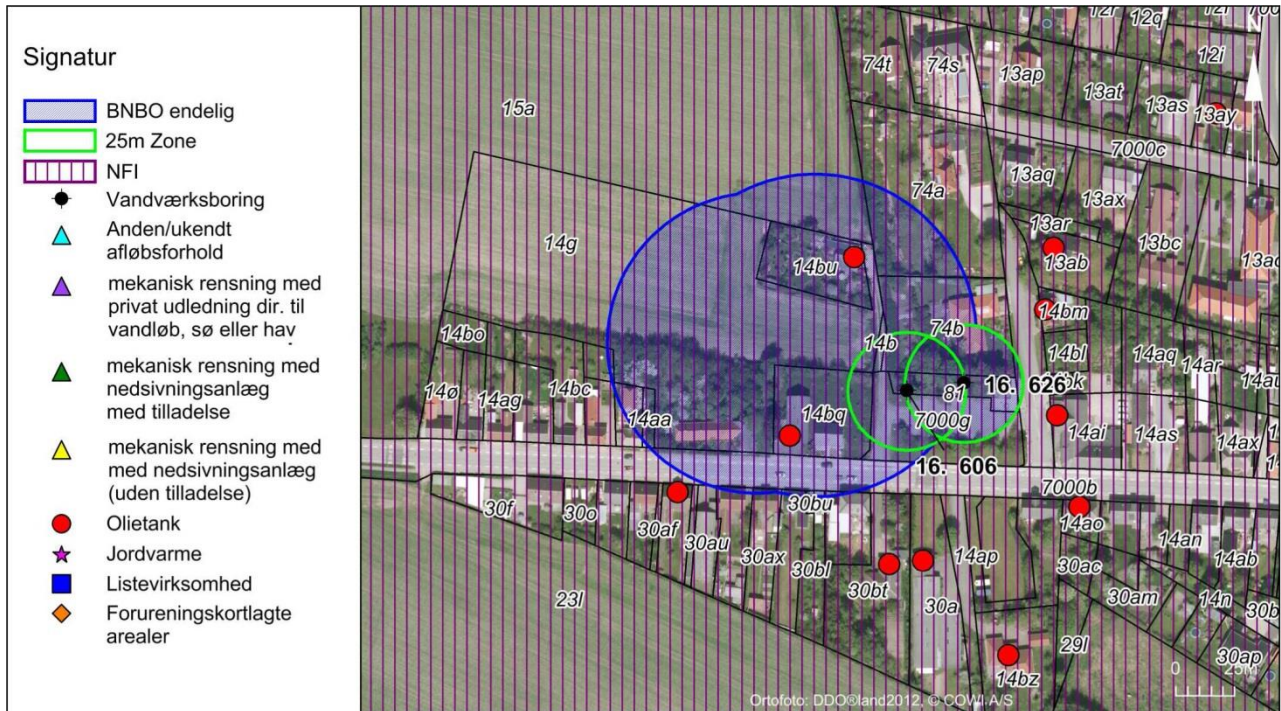 Signatur
BNBO endelig
25m Zone
NFI
Vandværksboring
Anden/ukendt
afløbsforhold
mekanisk rensning med
privat udledning dir. til
vandløb, sø eller hav
mekanisk rensning med
nedsivningsanlæg
med tilladelse
mekanisk rensning med
med nedsivningsanlæg
(uden tilladelse)
Olietank
Jordvarme
Listevirksomhed
Forureningskortlagte
arealer
12q
12i
74t
74s
13ap
13at
13as
13ay
15a
7000c
13aq
13ax
74a
13ar
13bc
14g
13ab
14bu
14bm
74b
14bo
14b
14bl
14aq
14ar
14ø
14bc
81
16. 626
14ag
14aa
14bq
7000g
14ai
14as
14ax
16. 606
30bu
7000b
30f
30o
30af
14ao
30au
14an
14ab
30ax
14ap
30bl
30ac
30bt
23l
30a
30am
14n
29l
30ap
14bz
0 25M
Ortofoto: DDO®land2012, © COWI A/S